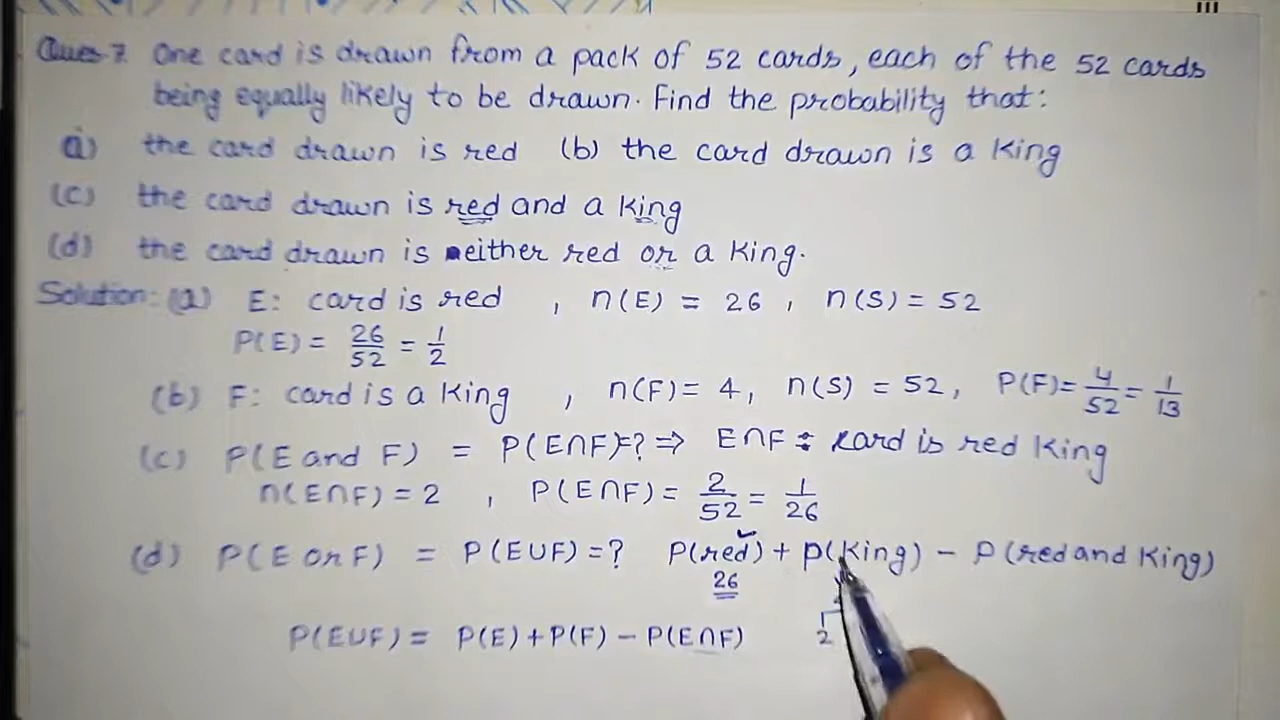 Ques-7. One card is drawn from a pack of 52 cards, each of the 52 cards
being equally likely to be drawn. Find the probability that:
a) the card drawn is red (b) the card drawn is a King
(c) the card drawn is red and a king
(d) the card drawn is neither red or a King.
Solution: (a) E: card is red , n(E) = 26 , n(S) = 52
P(E) = 26/52 = 1/2
(b) F: card is a King , n(F) = 4, n(S) = 52, P(F) = 4/52 = 1/13
(c) P(E and F) = P(E∩F)=? ⇒ E∩F : card is red King
n(E∩F) = 2 , P(E∩F) = 2/52 = 1/26
(d) P(E or F) = P(E∪F) = ? P(red) + P(King) − P(red and King)
26
2
P(E∪F) = P(E) + P(F) − P(E∩F)